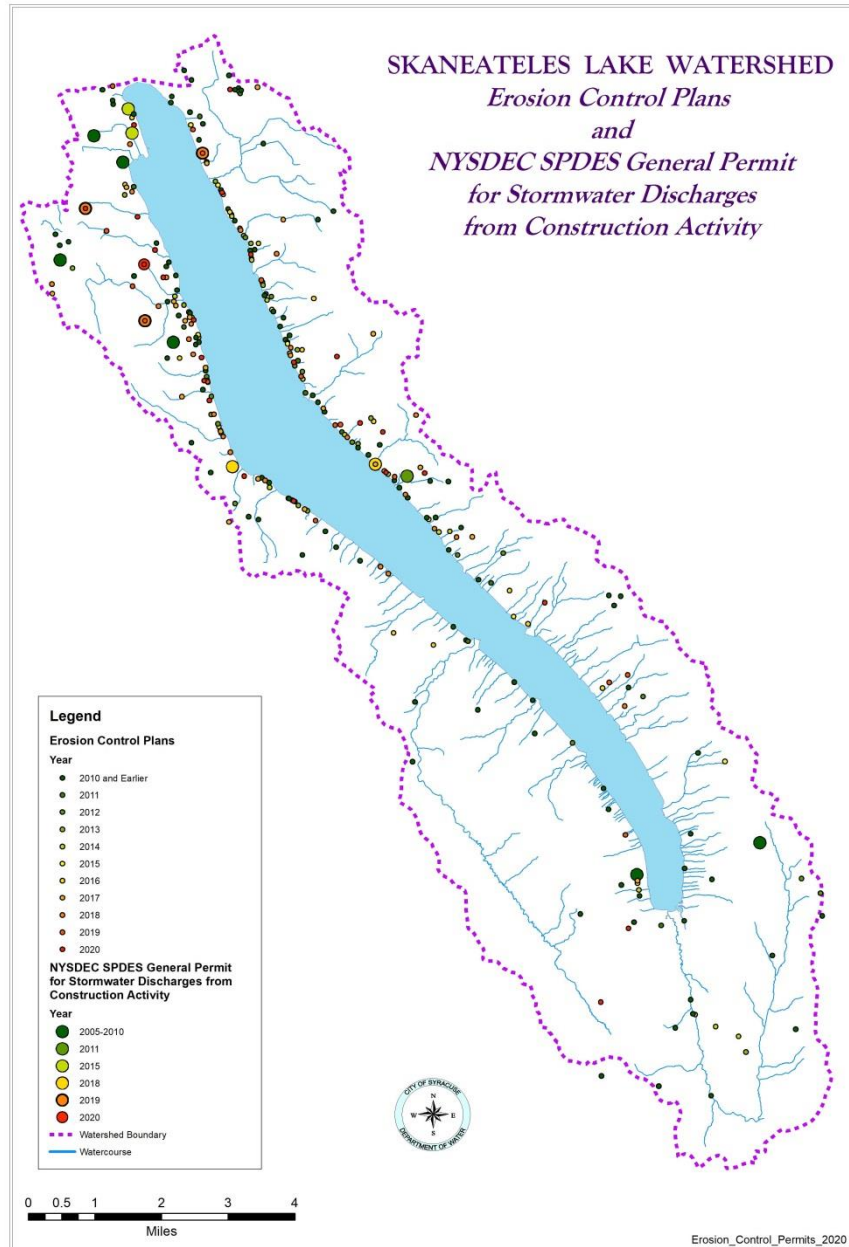 SKANEATELES LAKE WATERSHED
Erosion Control Plans
and
NYSDEC SPDES General Permit
for Stormwater Discharges
from Construction Activity
Legend
Erosion Control Plans
Year
2010 and Earlier
2011
2012
2013
2014
2015
2016
2017
2018
2019
2020
NYSDEC SPDES General Permit
for Stormwater Discharges from
Construction Activity
Year
2005-2010
2011
2015
2018
2019
2020
Watershed Boundary
Watercourse
CITY OF SYRACUSE
N
W E
S
DEPARTMENT OF WATER
0 0.5 1 2 3 4
Miles
Erosion_Control_Permits_2020